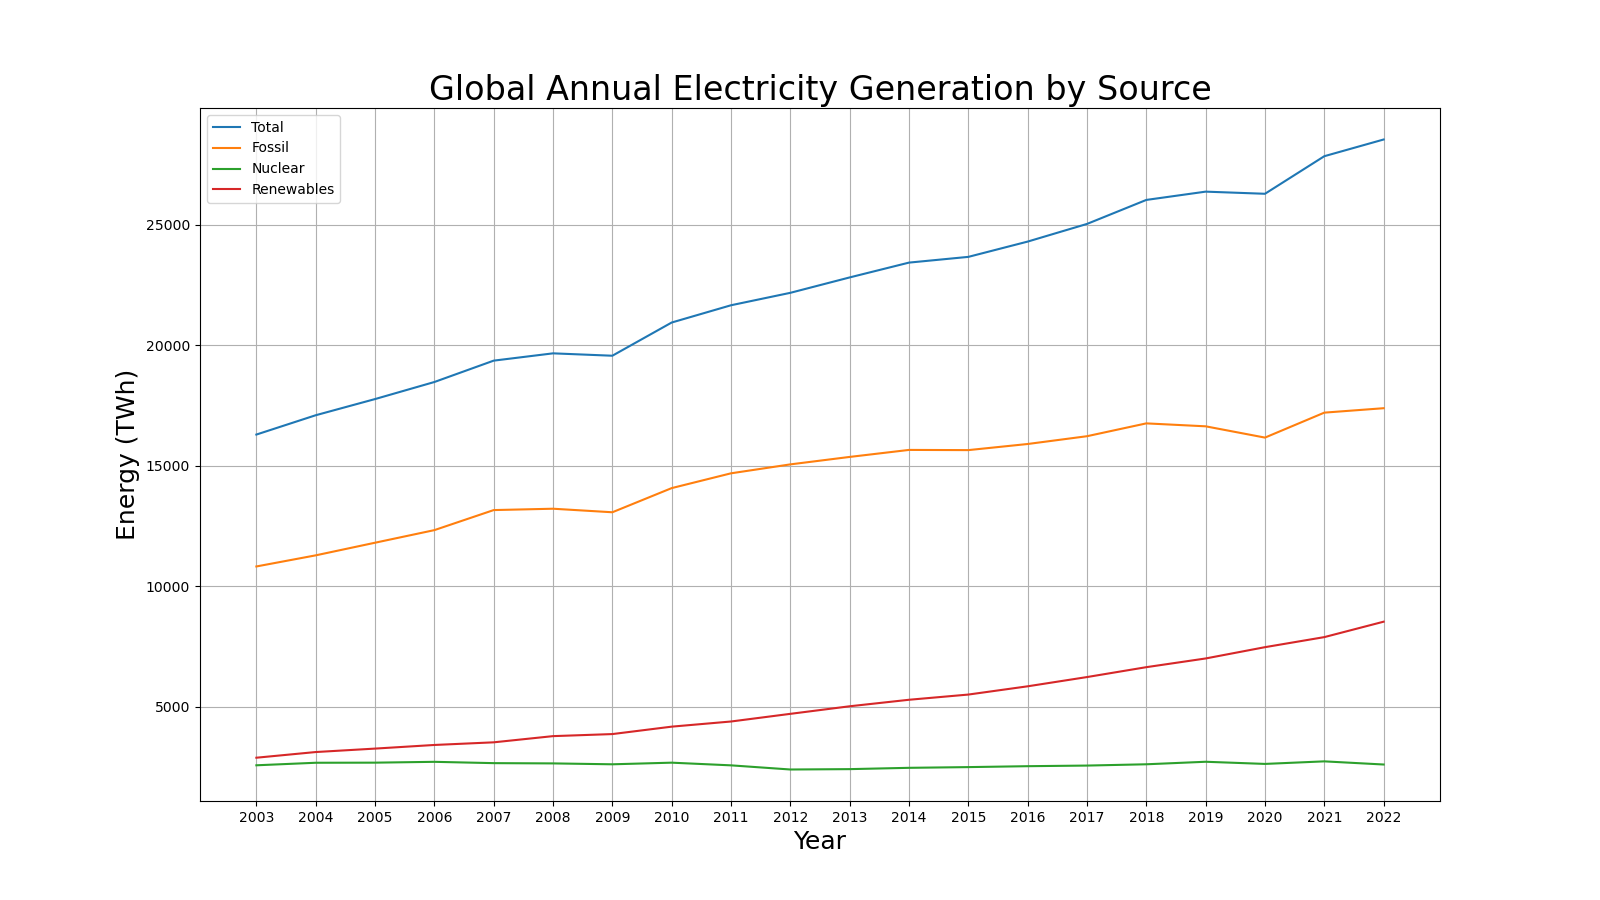 Global Annual Electricity Generation by Source
Total
Fossil
Nuclear
Renewables
25000
20000
15000
10000
5000
Energy (TWh)
2003 2004 2005 2006 2007 2008 2009 2010 2011 2012 2013 2014 2015 2016 2017 2018 2019 2020 2021 2022
Year